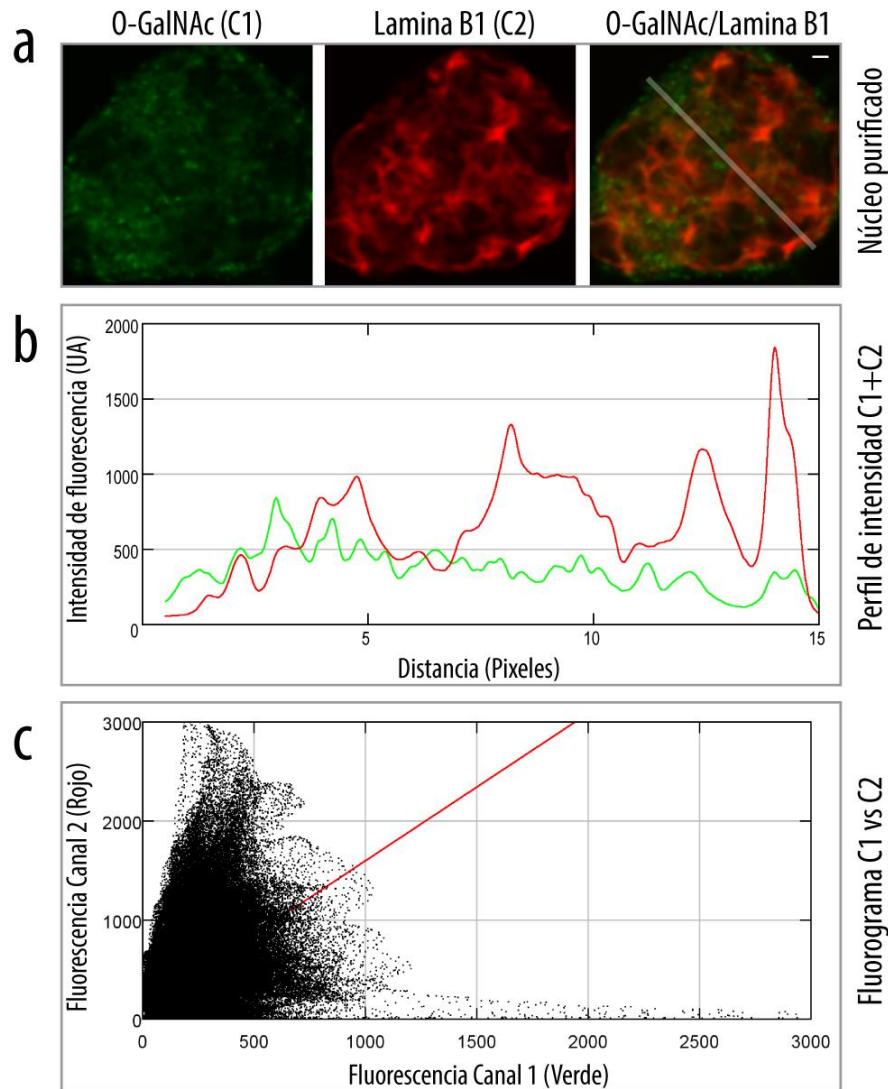 O-GalNAc (C1)
Lamina B1 (C2)
O-GalNAc/Lamina B1
a
Núcleo purificado
b
Intensidad de fluorescencia (UA)
2000
1500
1000
500
0
5
10
15
Distancia (Pixeles)
Perfil de intensidad C1+C2
c
Fluorescencia Canal 2 (Rojo)
3000
2000
1000
0
0
500
1000
1500
2000
2500
3000
Fluorescencia Canal 1 (Verde)
Fluorograma C1 vs C2